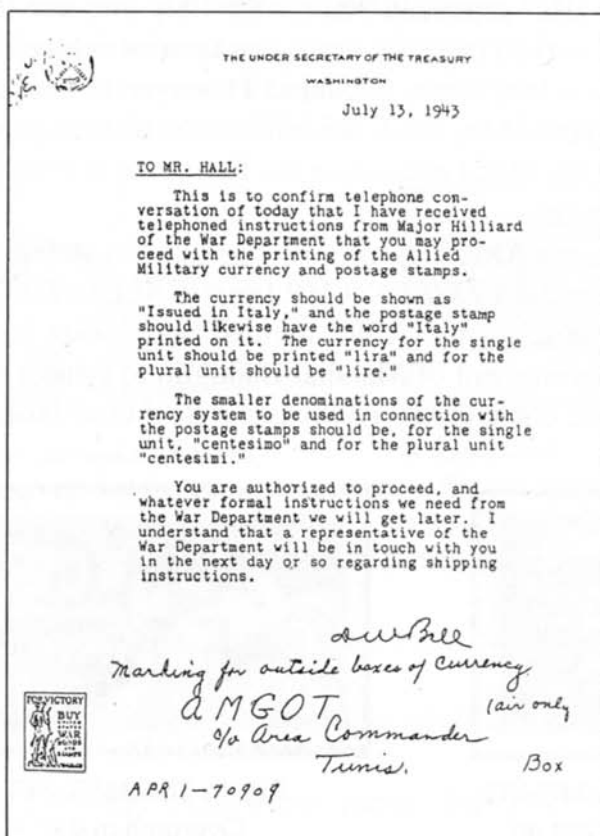 THE UNDER SECRETARY OF THE TREASURY
WASHINGTON
July 13, 1943
TO MR. HALL:
This is to confirm telephone con-
versation of today that I have received
telephoned instructions from Major Hilliard
of the War Department that you may pro-
ceed with the printing of the Allied
Military currency and postage stamps.
The currency should be shown as
"Issued in Italy," and the postage stamp
should likewise have the word "Italy"
printed on it. The currency for the single
unit should be printed "lira" and for the
plural unit should be "lire."
The smaller denominations of the cur-
rency system to be used in connection with
the postage stamps should be, for the single
unit, "centesimo" and for the plural unit
"centesimi."
You are authorized to proceed, and
whatever formal instructions we need from
the War Department we will get later. I
understand that a representative of the
War Department will be in touch with you
in the next day or so regarding shipping
instructions.
DWBell
Marking for outside boxes of currency
AMGOT (air only
c/o Area Commander
Tunis. Box
APR 1-70909
FOR VICTORY
BUY
UNITED
STATES
WAR
BONDS
AND
STAMPS